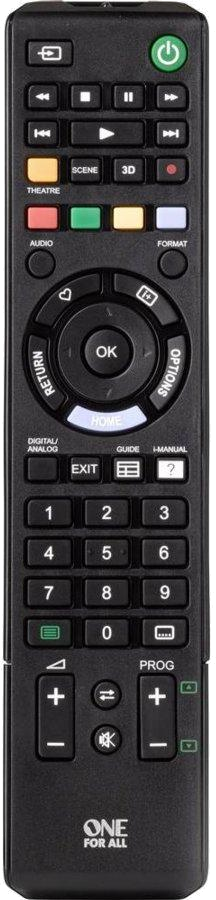 SCENE 3D
THEATRE
AUDIO FORMAT
i+
RETURN OK OPTIONS
HOME
DIGITAL/
ANALOG
EXIT GUIDE i-MANUAL
?
1 2 3
4 5 6
7 8 9
0
PROG
+ +
− −
ONE
FOR ALL